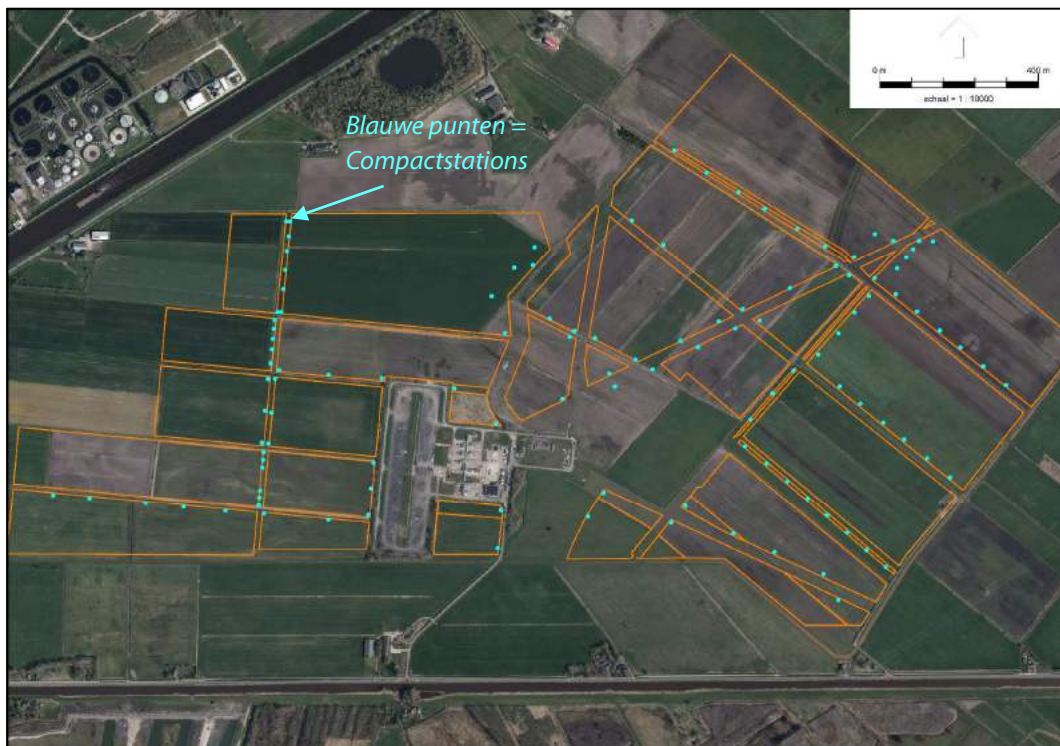 0 m
400 m
schaal = 1 : 10000
Blauwe punten =
Compactstations